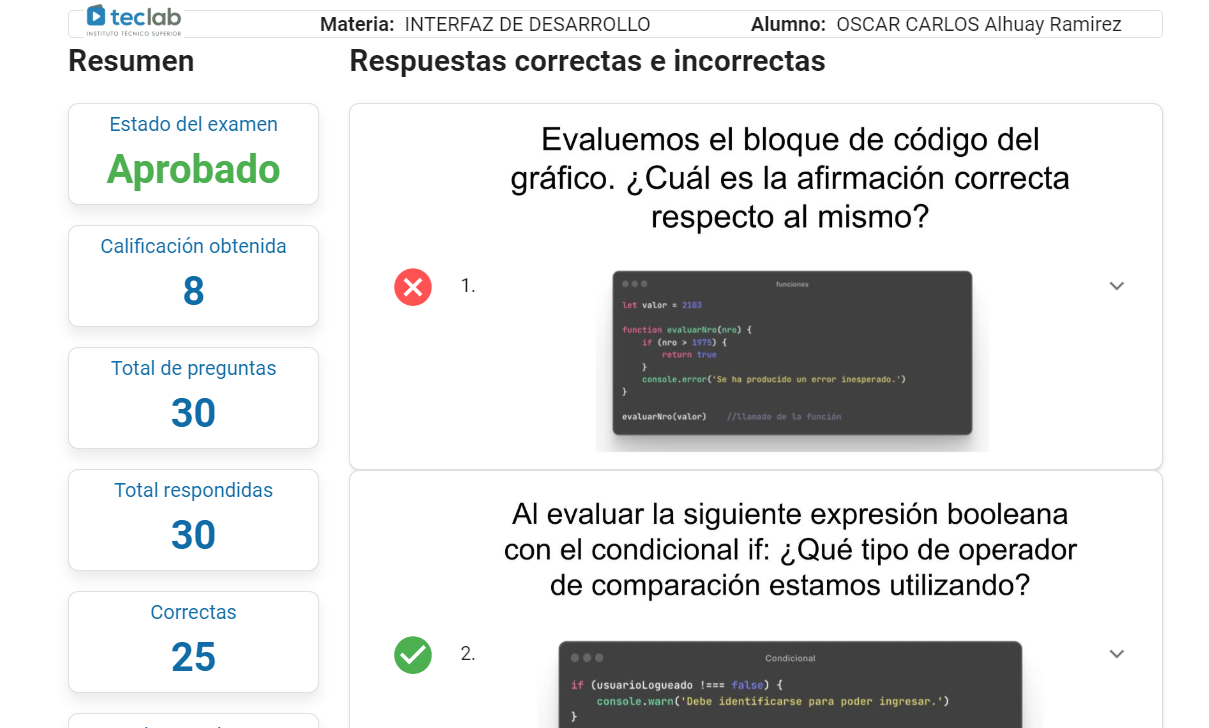 teclab
INSTITUTO TÉCNICO SUPERIOR
Materia: INTERFAZ DE DESARROLLO
Alumno: OSCAR CARLOS Alhuay Ramirez
Resumen
Estado del examen
Aprobado
Calificación obtenida
8
Total de preguntas
30
Total respondidas
30
Correctas
25
Respuestas correctas e incorrectas
Evaluemos el bloque de código del
gráfico. ¿Cuál es la afirmación correcta
respecto al mismo?
1.
funciones
let valor = 2103
function evaluarNro(nro) {
if (nro > 1975) {
return true
}
console.error('Se ha producido un error inesperado.')
}
evaluarNro(valor) //llamado de la función
Al evaluar la siguiente expresión booleana
con el condicional if: ¿Qué tipo de operador
de comparación estamos utilizando?
2.
Condicional
if (usuarioLogueado !=== false) {
console.warn('Debe identificarse para poder ingresar.')
}